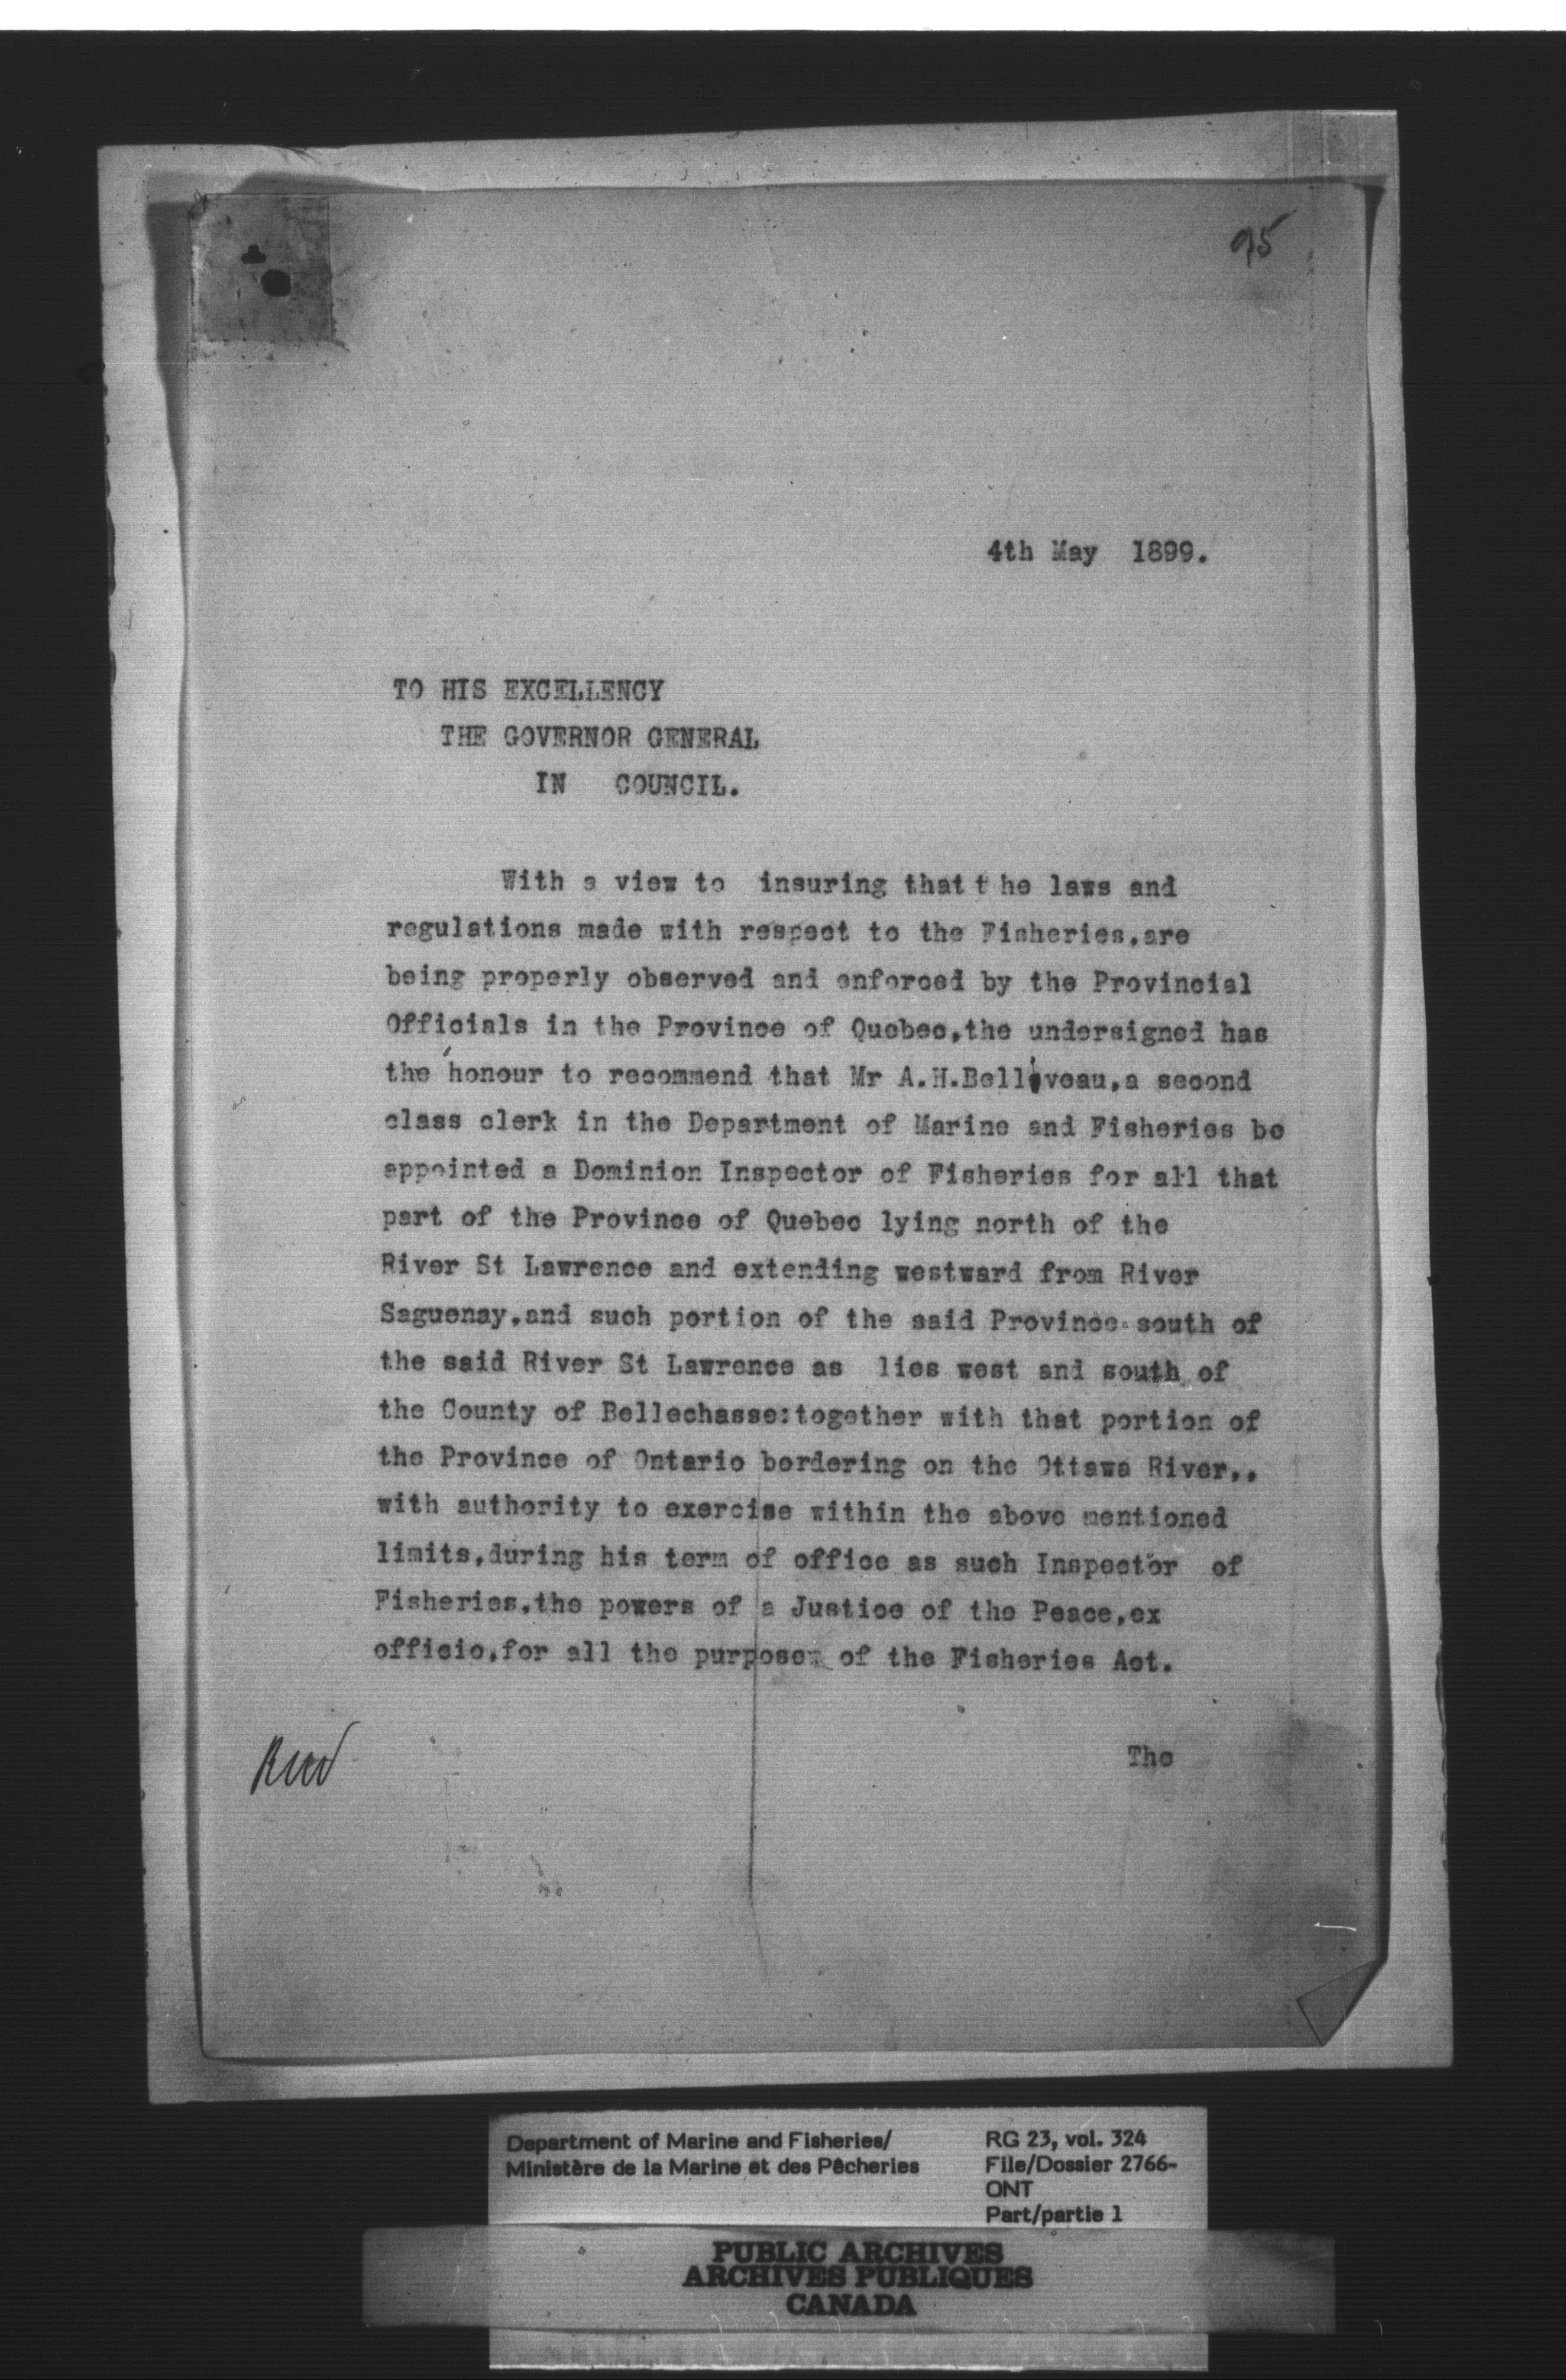 95
4th May 1899.
TO HIS EXCELLENCY
THE GOVERNOR GENERAL
IN COUNCIL.
With a view to insuring that the laws and
regulations made with respect to the Fisheries,are
being properly observed and enforced by the Provincial
Officials in the Province of Quebec,the undersigned has
the honour to recommend that Mr A.H.Belliveau,a second
class clerk in the Department of Marine and Fisheries be
appointed a Dominion Inspector of Fisheries for all that
part of the Province of Quebec lying north of the
River St Lawrence and extending westward from River
Saguenay,and such portion of the said Province south of
the said River St Lawrence as lies west and south of
the County of Bellechasse:together with that portion of
the Province of Ontario bordering on the Ottawa River,.
with authority to exercise within the above mentioned
limits,during his term of office as such Inspector of
Fisheries,the powers of a Justice of the Peace,ex
officio,for all the purposes of the Fisheries Act.
The
Department of Marine and Fisheries/
Ministère de la Marine et des Pêcheries
RG 23, vol. 324
File/Dossier 2766-
ONT
Part/partie 1
PUBLIC ARCHIVES
ARCHIVES PUBLIQUES
CANADA